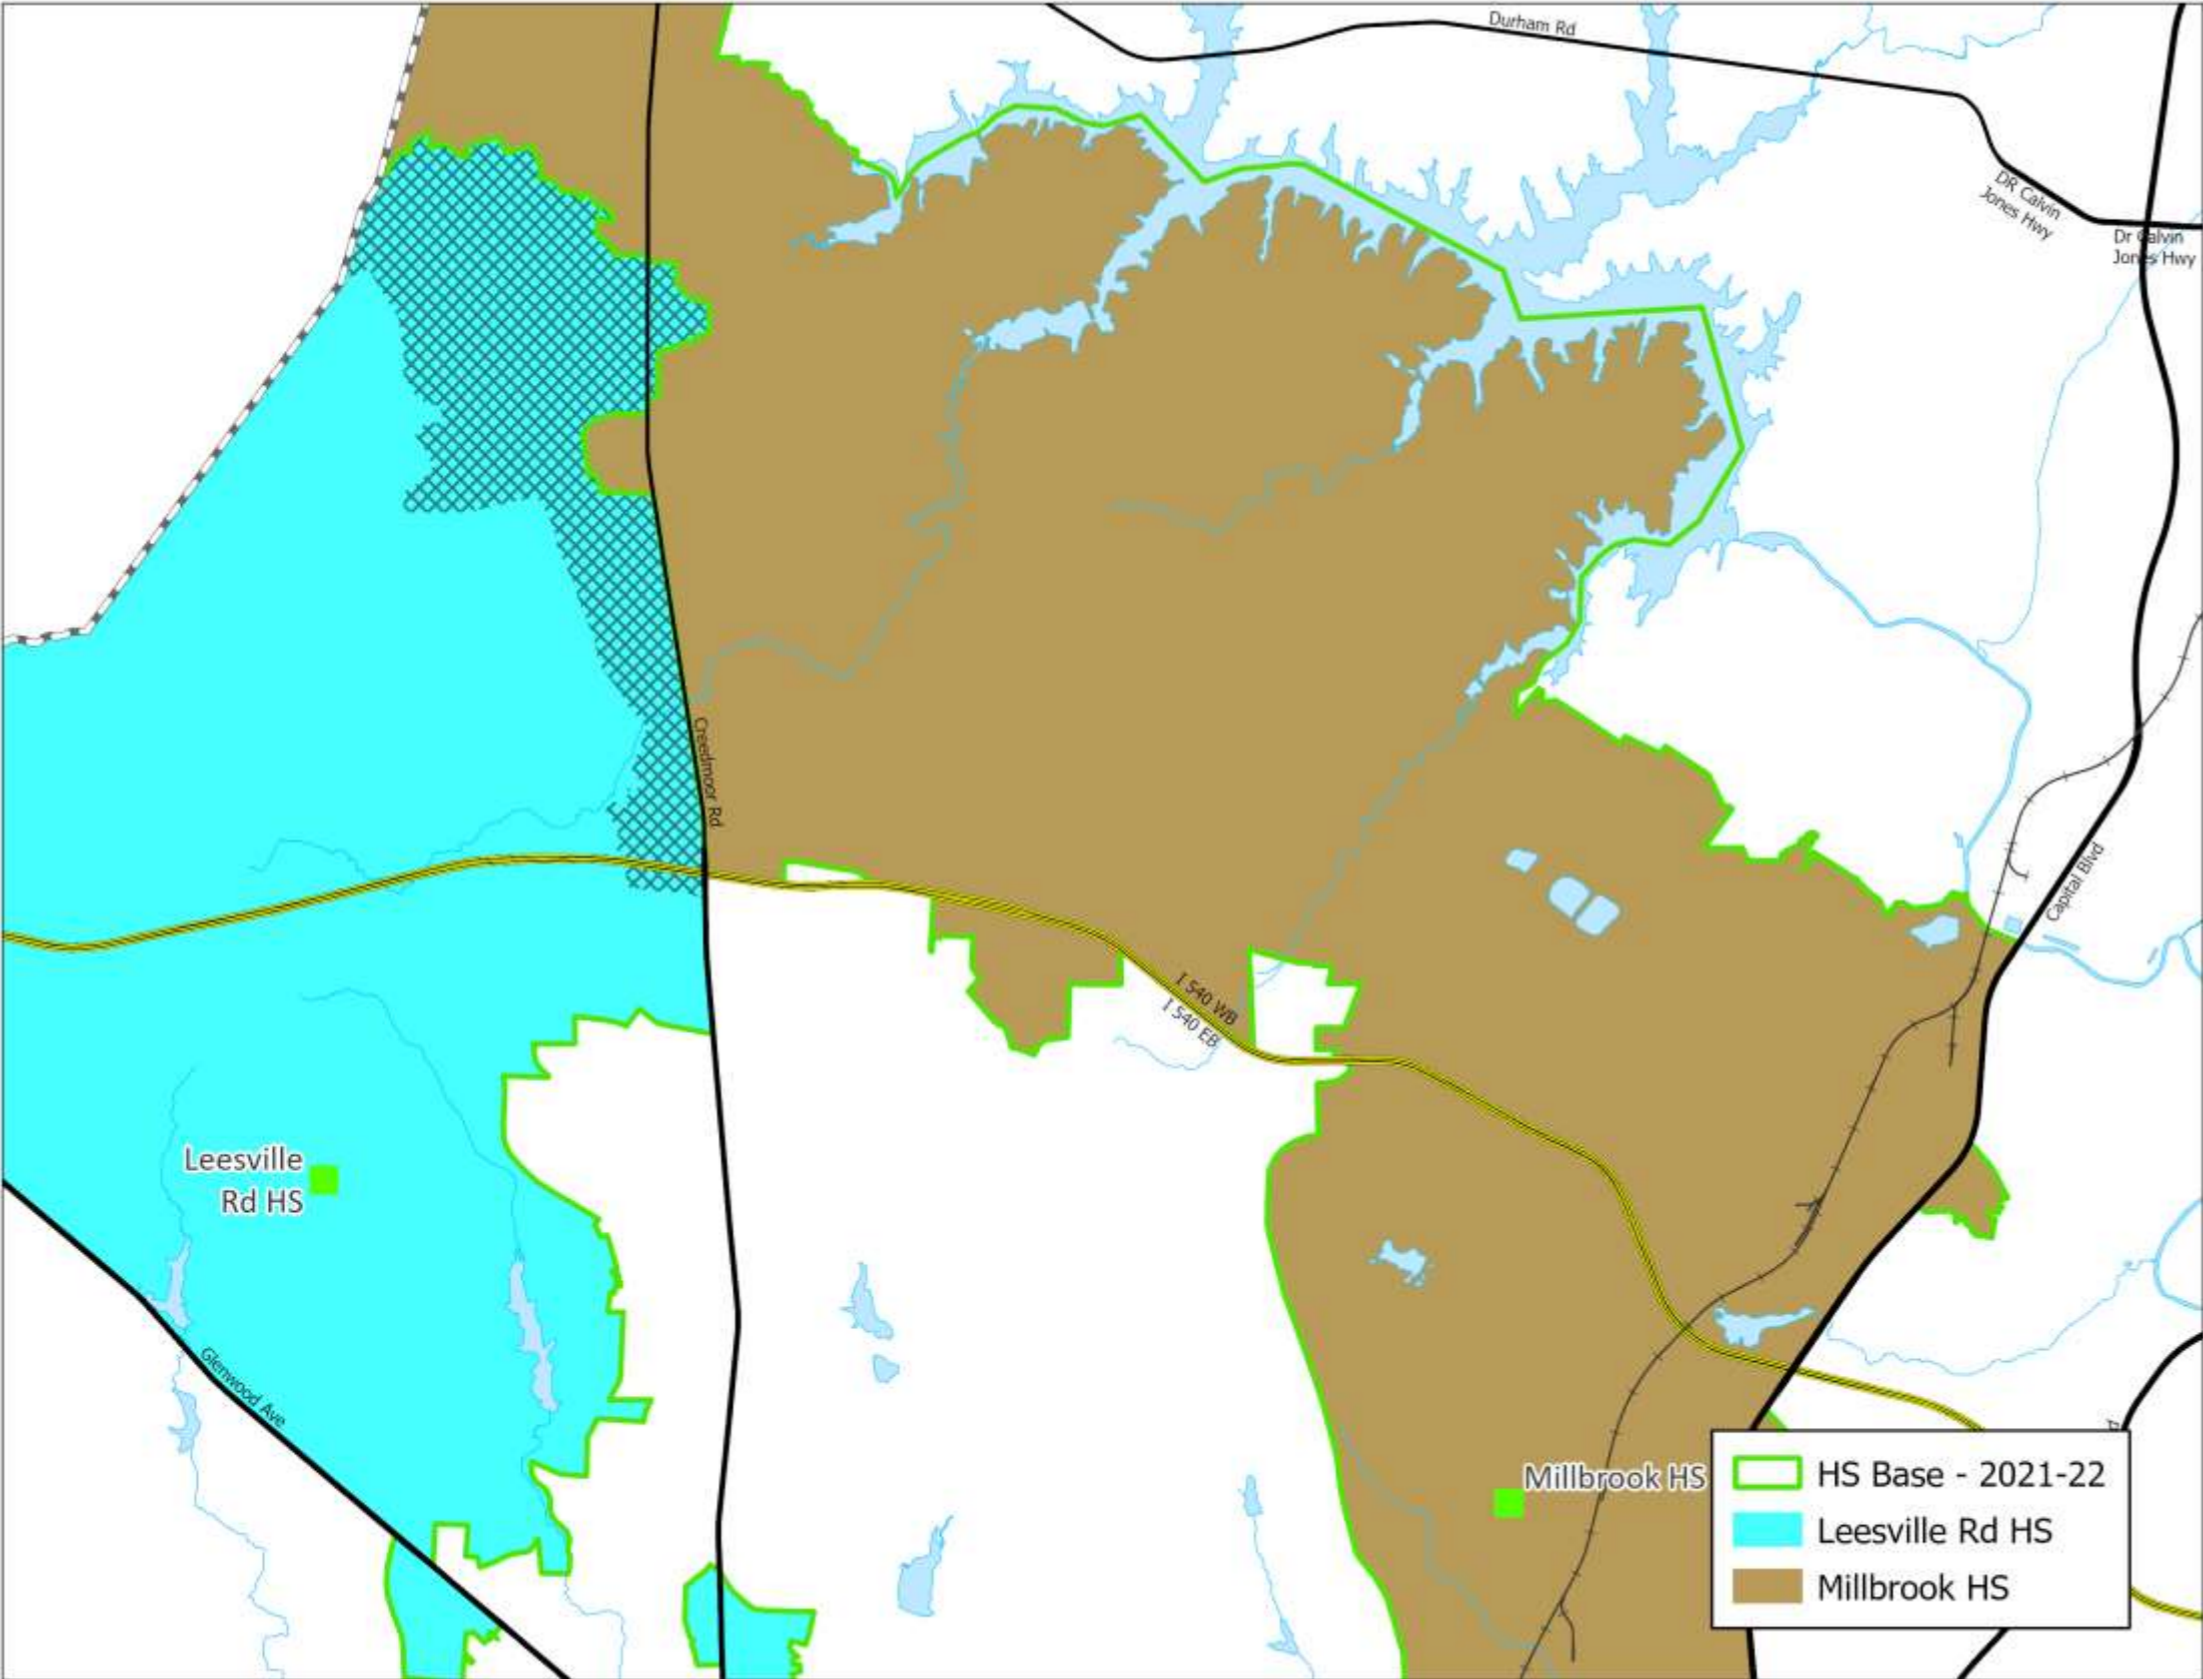 Durham Rd
DR Calvin
Jones Hwy
Dr Calvin
Jones Hwy
Creedmoor Rd
Capital Blvd
I 540 WB
I 540 EB
Leesville
Rd HS
Glenwood Ave
Millbrook HS
HS Base - 2021-22
Leesville Rd HS
Millbrook HS